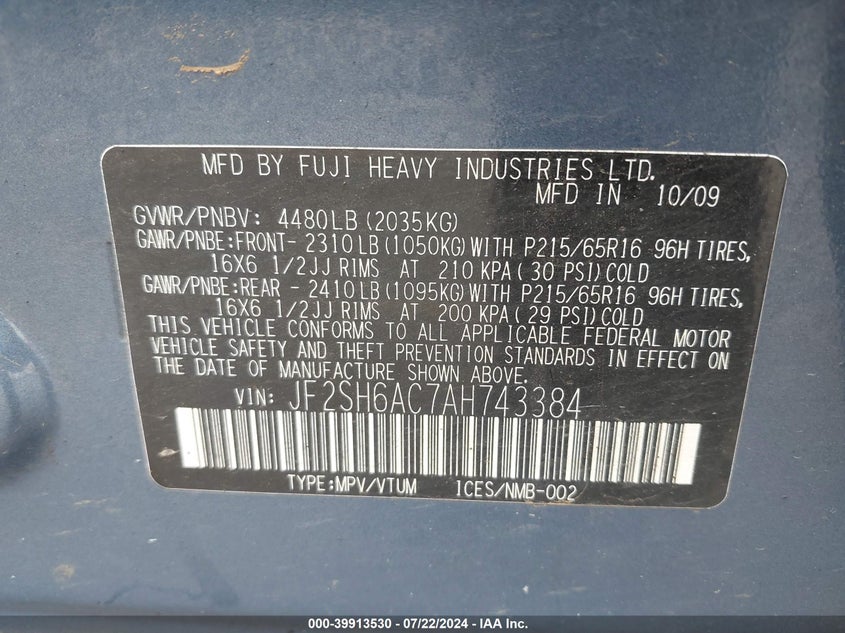 MFD BY FUJI HEAVY INDUSTRIES LTD.
MFD IN 10/09
GVWR/PNBV: 4480LB (2035KG)
GAWR/PNBE:FRONT- 2310LB (1050KG) WITH P215/65R16 96H TIRES,
16X6 1/2JJ RIMS AT 210 KPA ( 30 PSI) COLD
GAWR/PNBE:REAR - 2410LB (1095KG) WITH P215/65R16 96H TIRES,
16X6 1/2JJ RIMS AT 200 KPA ( 29 PSI) COLD
THIS VEHICLE CONFORMS TO ALL APPLICABLE FEDERAL MOTOR
VEHICLE SAFETY AND THEFT PREVENTION STANDARDS IN EFFECT ON
THE DATE OF MANUFACTURE SHOWN ABOVE.
VIN: JF2SH6AC7AH743384
TYPE:MPV/VTUM ICES/NMB-002
000-39913530 - 07/22/2024 - IAA Inc.